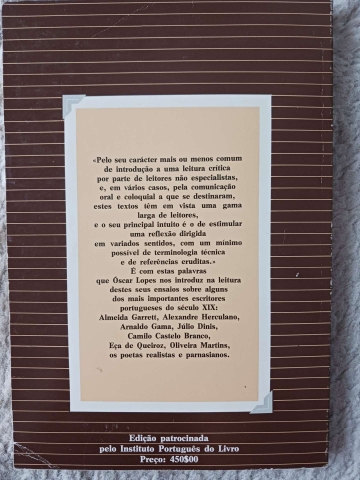 «Pelo seu carácter mais ou menos comum
de introdução a uma leitura crítica
por parte de leitores não especialistas,
e, em vários casos, pela comunicação
oral e coloquial a que se destinaram,
estes textos têm em vista uma gama
larga de leitores,
e o seu principal intuito é o de estimular
uma reflexão dirigida
em variados sentidos, com um mínimo
possível de terminologia técnica
e de referências eruditas.»
É com estas palavras
que Óscar Lopes nos introduz na leitura
destes seus ensaios sobre alguns
dos mais importantes escritores
portugueses do século XIX:
Almeida Garrett, Alexandre Herculano,
Arnaldo Gama, Júlio Dinis,
Camilo Castelo Branco,
Eça de Queiroz, Oliveira Martins,
os poetas realistas e parnasianos.
Edição patrocinada
pelo Instituto Português do Livro
Preço: 450$00